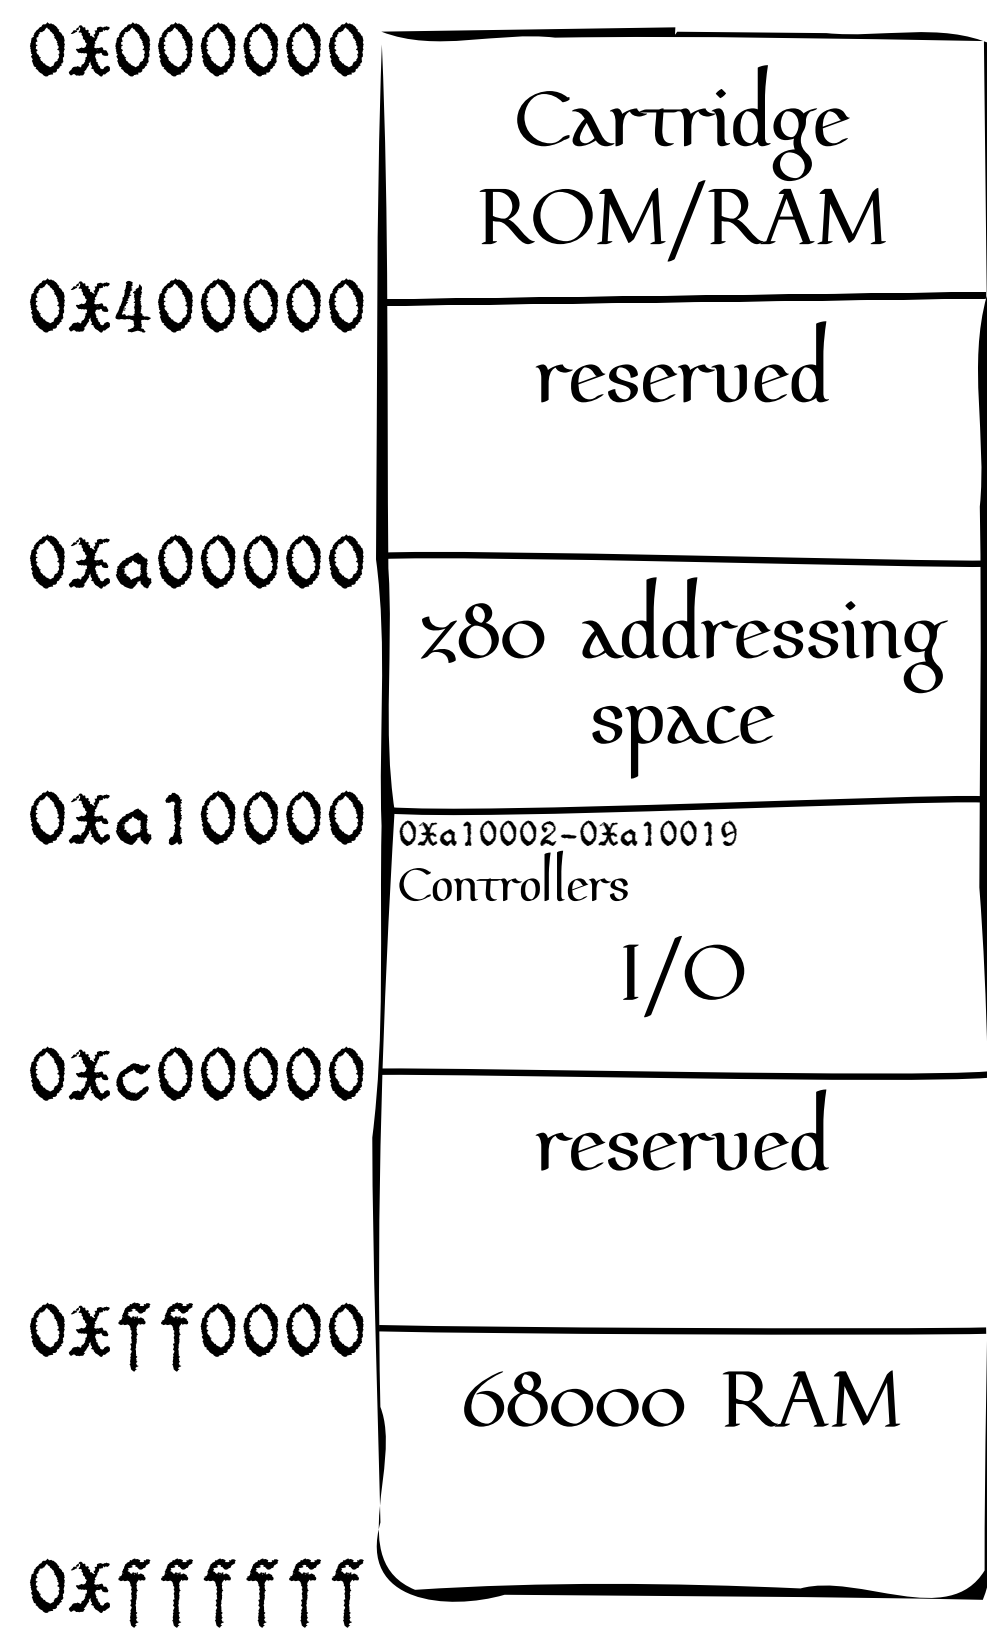 0x000000
Cartridge
ROM/RAM
0x400000
reserved
0xa00000
z80 addressing
space
0xa10000
0xa10002-0xa10019
Controllers
I/O
0xc00000
reserved
0xff0000
68000 RAM
0xffffff